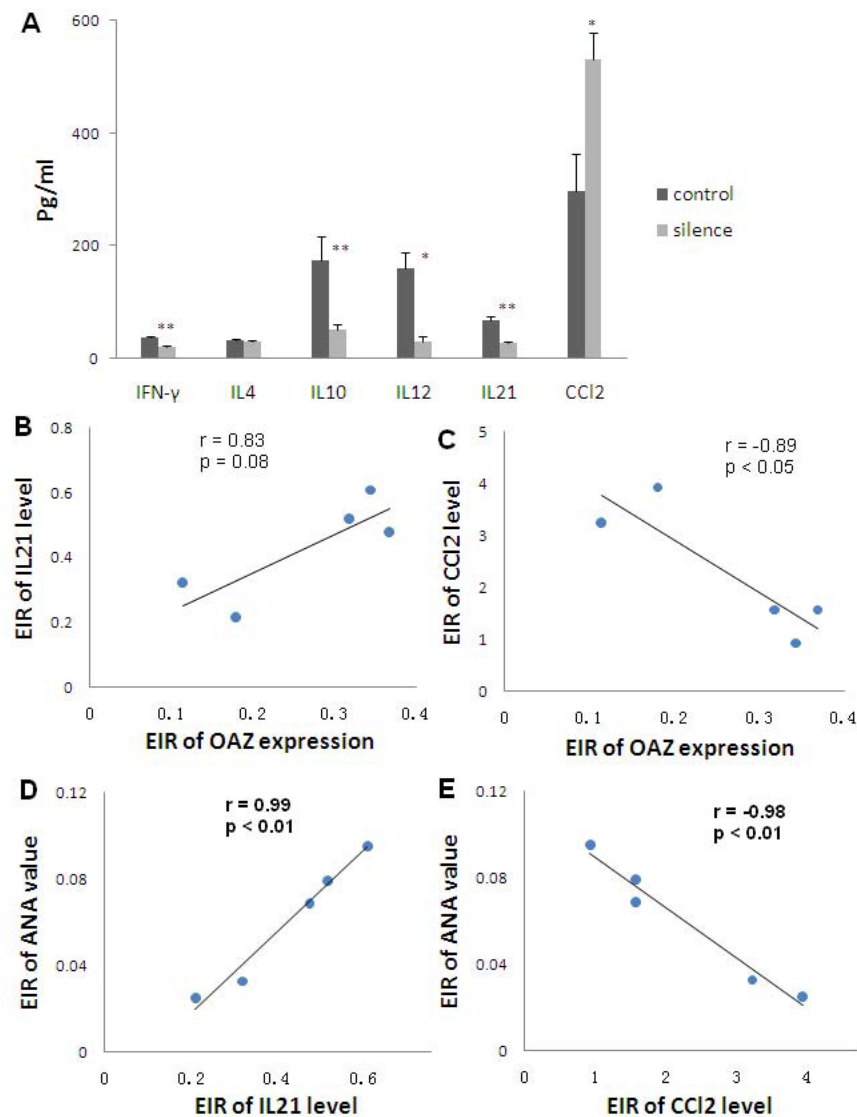 A
600
400
200
0
Pg/ml
**
**
*
**
*
control
silence
IFN-γ IL4 IL10 IL12 IL21 CCl2
B
0.8
0.6
0.4
0.2
0
EIR of IL21 level
r = 0.83
p = 0.08
0 0.1 0.2 0.3 0.4
EIR of OAZ expression
C
5
4
3
2
1
0
EIR of CCl2 level
r = -0.89
p < 0.05
0 0.1 0.2 0.3 0.4
EIR of OAZ expression
D
0.12
0.08
0.04
0
EIR of ANA value
r = 0.99
p < 0.01
0 0.2 0.4 0.6
EIR of IL21 level
E
0.12
0.08
0.04
0
EIR of ANA value
r = -0.98
p < 0.01
0 1 2 3 4
EIR of CCl2 level